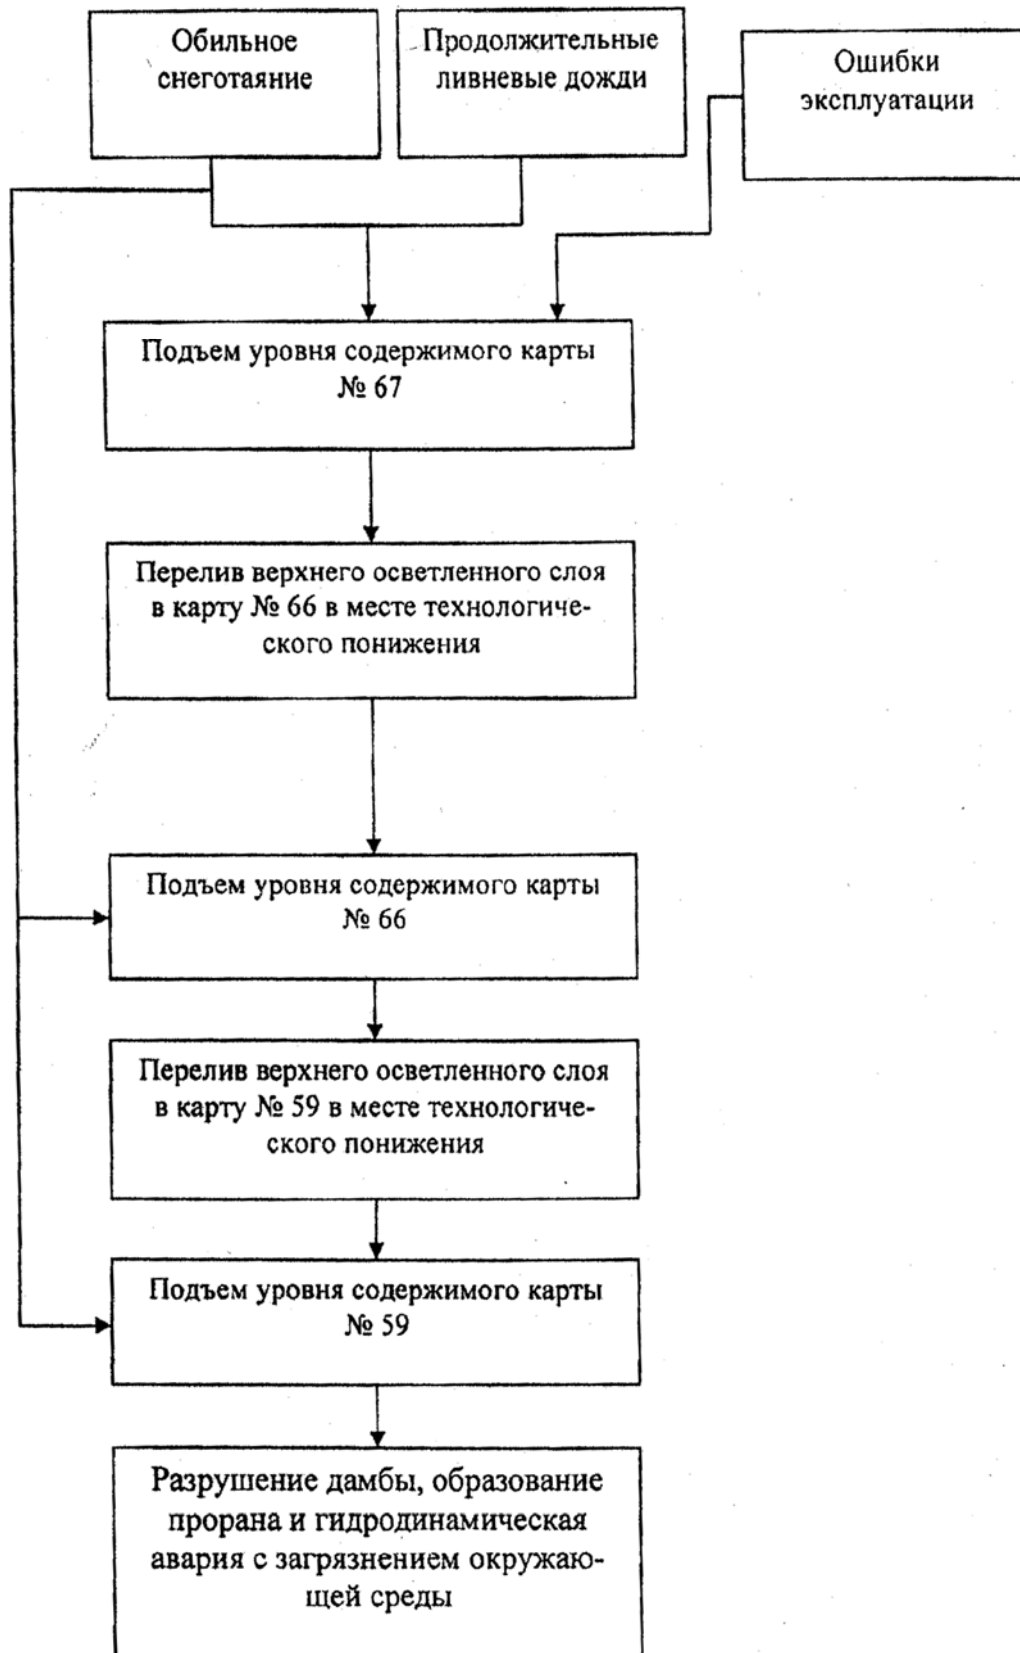 Обильное
снеготаяние
Продолжительные
ливневые дожди
Ошибки
эксплуатации
Подъем уровня содержимого карты
№ 67
Перелив верхнего осветленного слоя
в карту № 66 в месте технологиче-
ского понижения
Подъем уровня содержимого карты
№ 66
Перелив верхнего осветленного слоя
в карту № 59 в месте технологиче-
ского понижения
Подъем уровня содержимого карты
№ 59
Разрушение дамбы, образование
прорана и гидродинамическая
авария с загрязнением окружаю-
щей среды